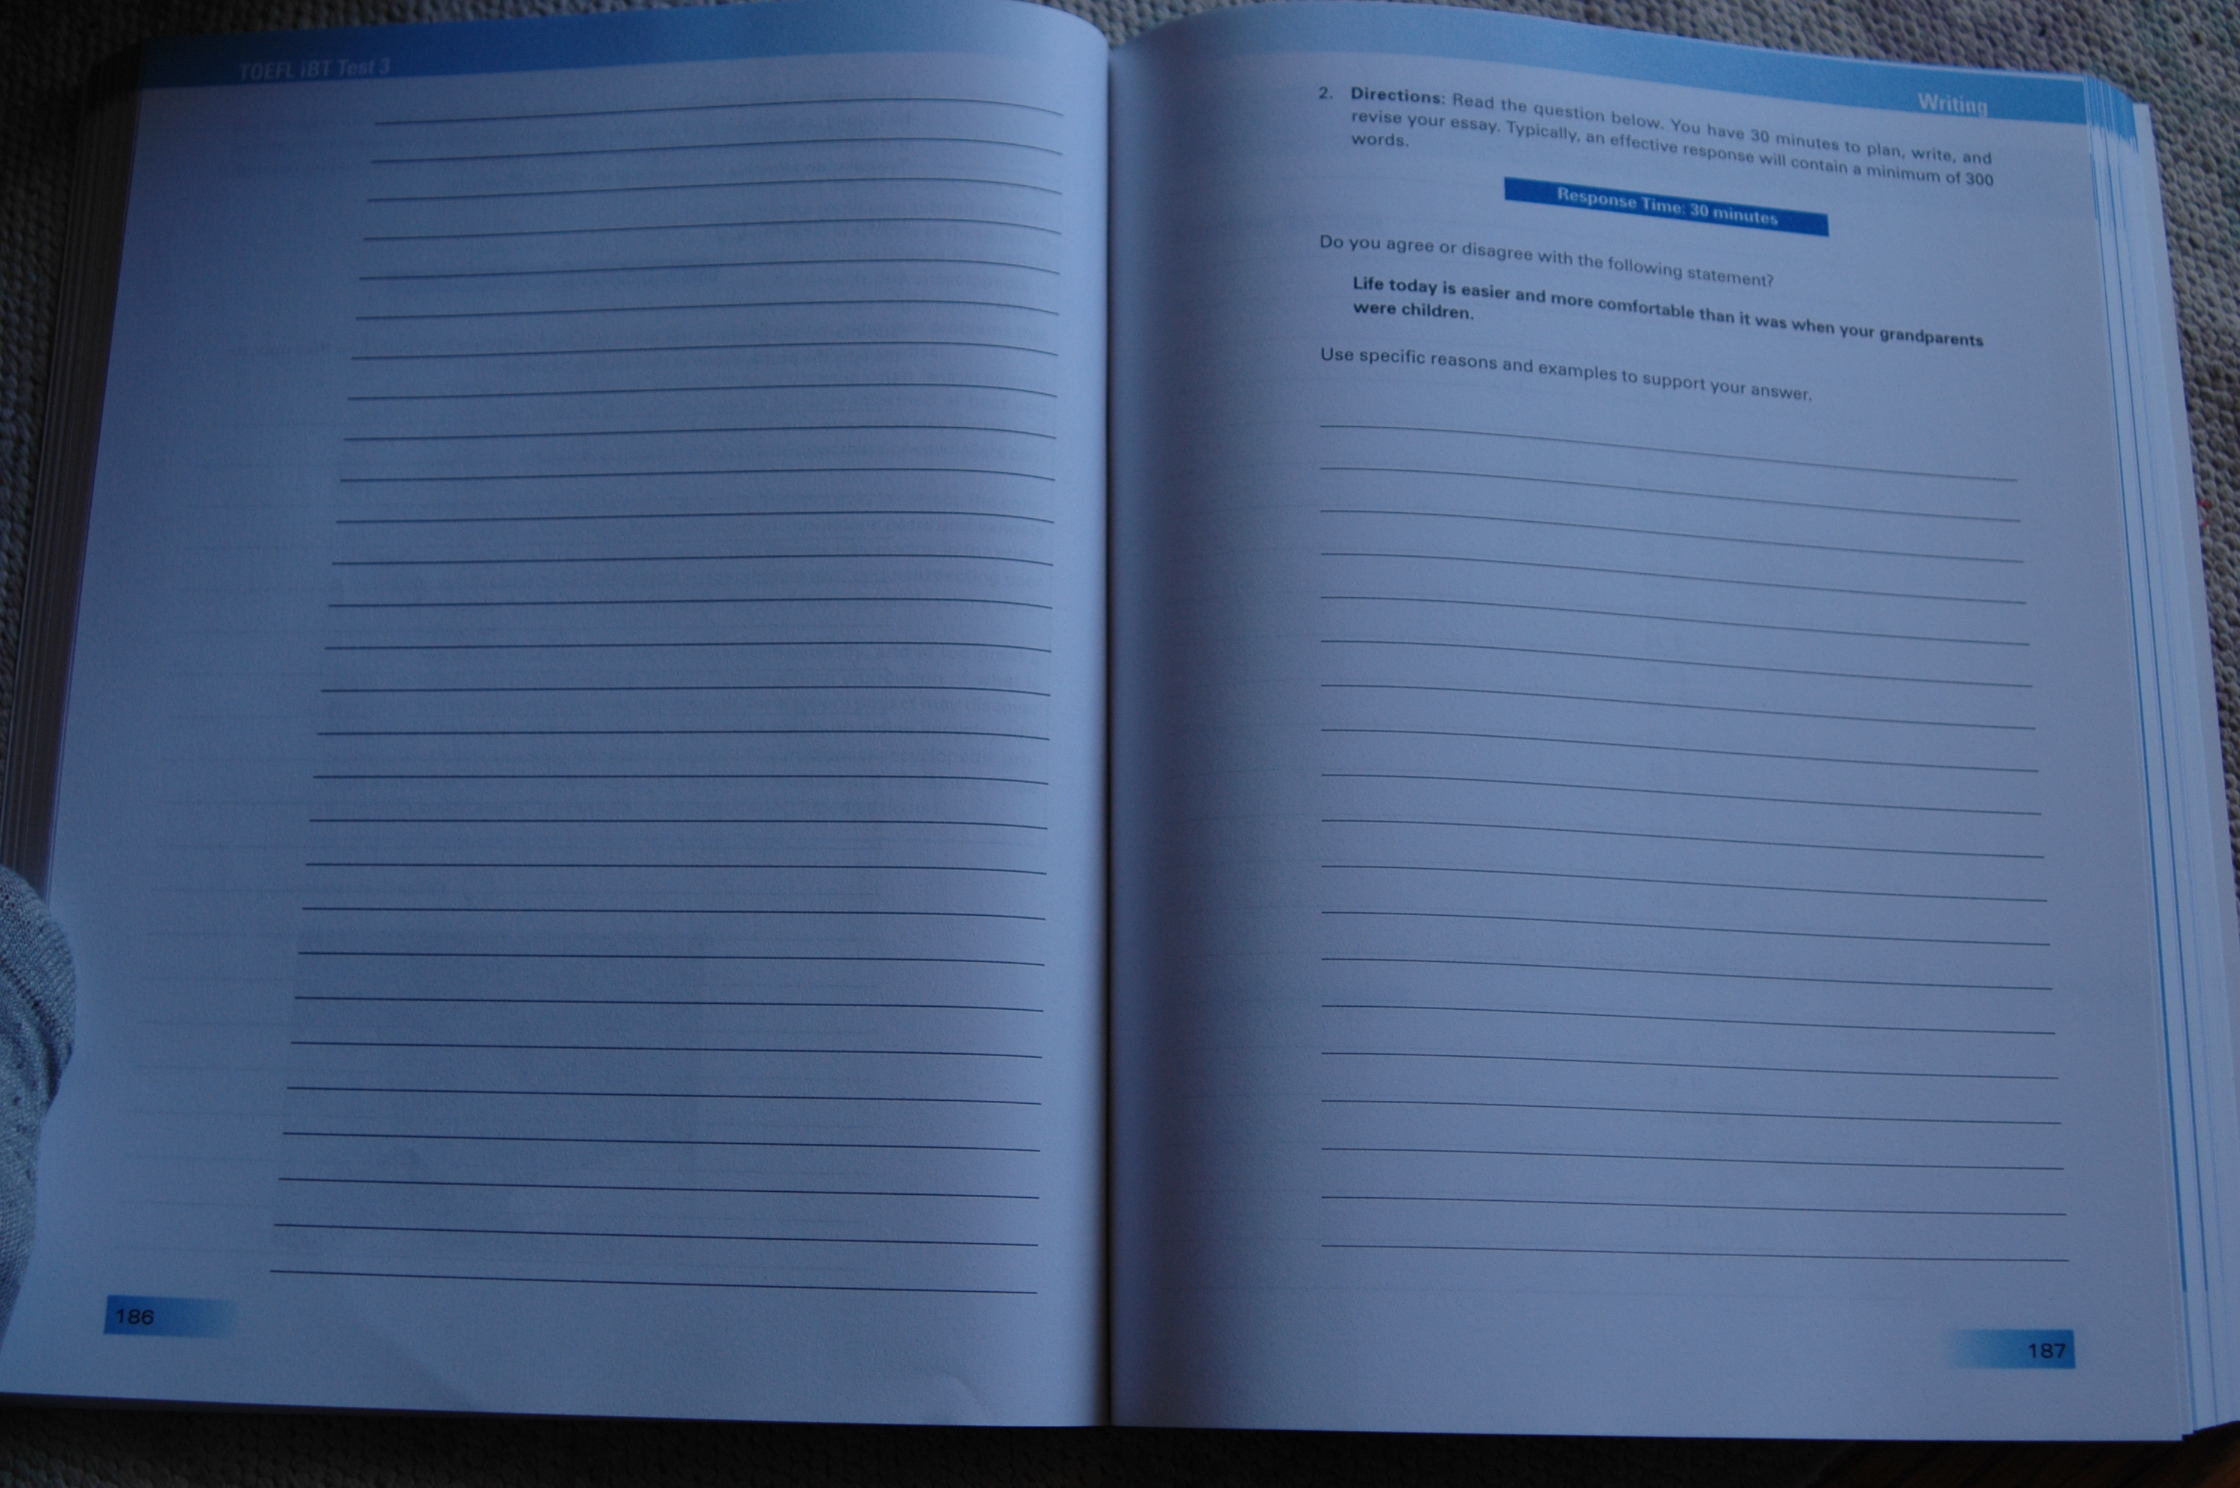 TOEFL iBT Test 3
186
Writing
2. Directions: Read the question below. You have 30 minutes to plan, write, and
revise your essay. Typically, an effective response will contain a minimum of 300
words.
Response Time: 30 minutes
Do you agree or disagree with the following statement?
Life today is easier and more comfortable than it was when your grandparents
were children.
Use specific reasons and examples to support your answer.
187